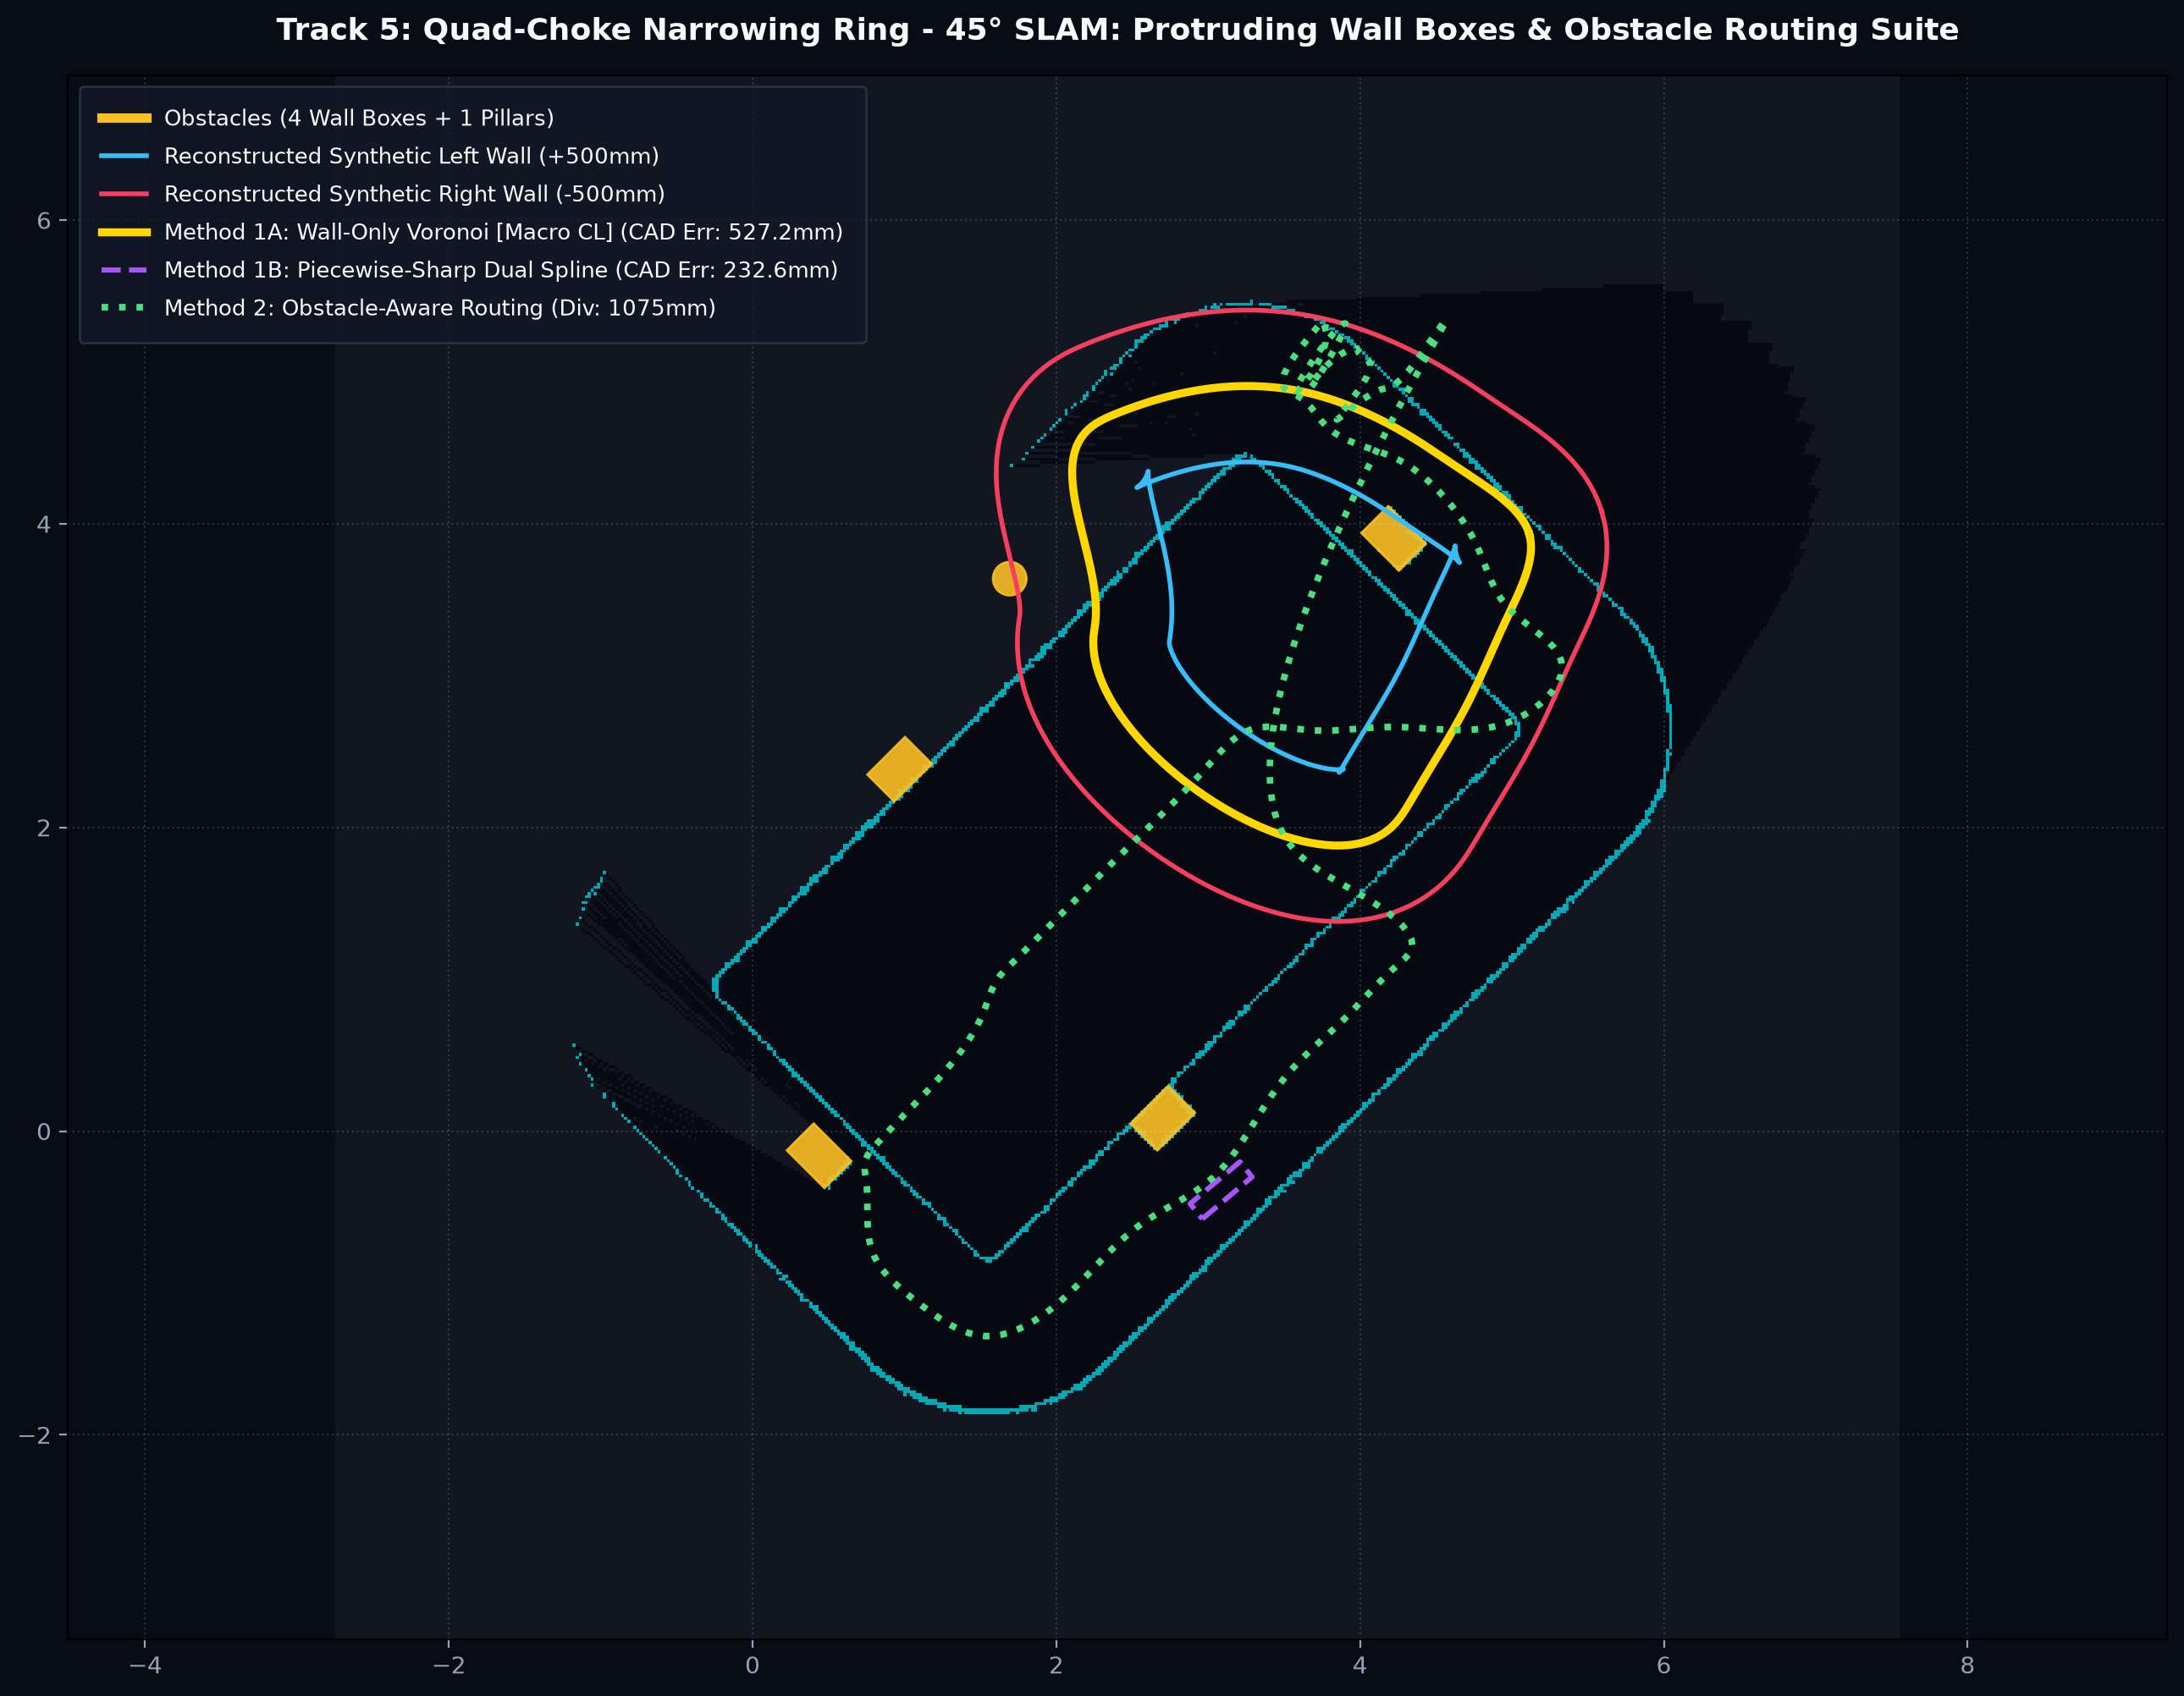 Track 5: Quad-Choke Narrowing Ring - 45° SLAM: Protruding Wall Boxes & Obstacle Routing Suite
Obstacles (4 Wall Boxes + 1 Pillars)
Reconstructed Synthetic Left Wall (+500mm)
Reconstructed Synthetic Right Wall (-500mm)
Method 1A: Wall-Only Voronoi [Macro CL] (CAD Err: 527.2mm)
Method 1B: Piecewise-Sharp Dual Spline (CAD Err: 232.6mm)
Method 2: Obstacle-Aware Routing (Div: 1075mm)
6
4
2
0
−2
−4
−2
0
2
4
6
8